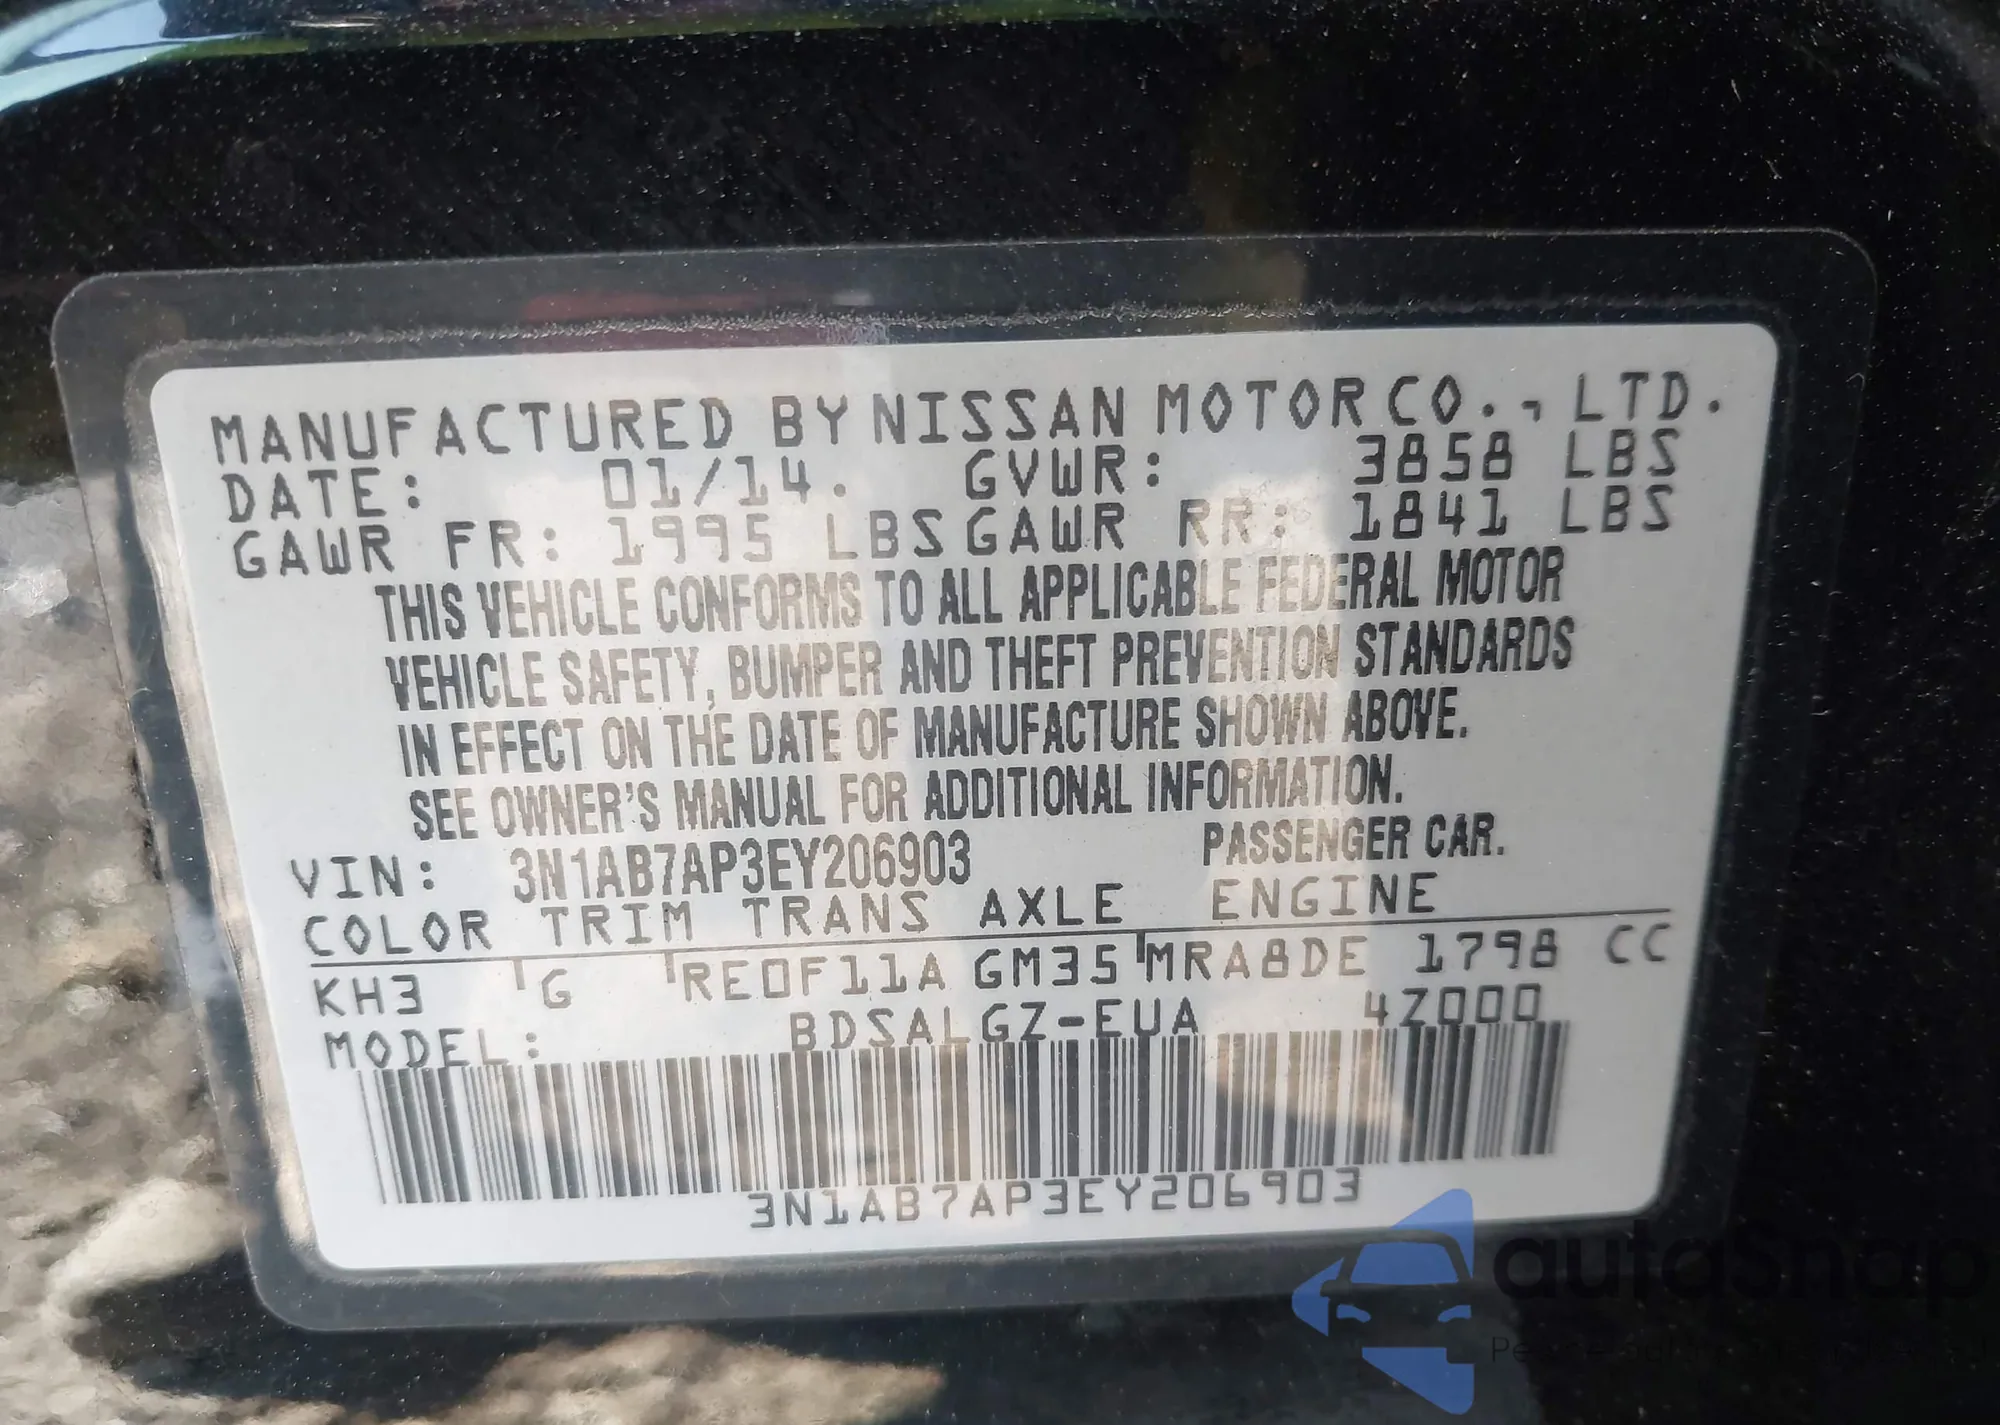 MANUFACTURED BY NISSAN MOTOR CO., LTD.
DATE: 01/14. GVWR: 3858 LBS
GAWR FR: 1995 LBS GAWR RR: 1841 LBS
THIS VEHICLE CONFORMS TO ALL APPLICABLE FEDERAL MOTOR
VEHICLE SAFETY, BUMPER AND THEFT PREVENTION STANDARDS
IN EFFECT ON THE DATE OF MANUFACTURE SHOWN ABOVE.
SEE OWNER'S MANUAL FOR ADDITIONAL INFORMATION.
VIN: 3N1AB7AP3EY206903 PASSENGER CAR.
COLOR TRIM TRANS AXLE ENGINE
KH3 G RE0F11A GM35 MRA8DE 1798 CC
MODEL: BDSALGZ-EUA 4Z000
3N1AB7AP3EY206903
autoSnap